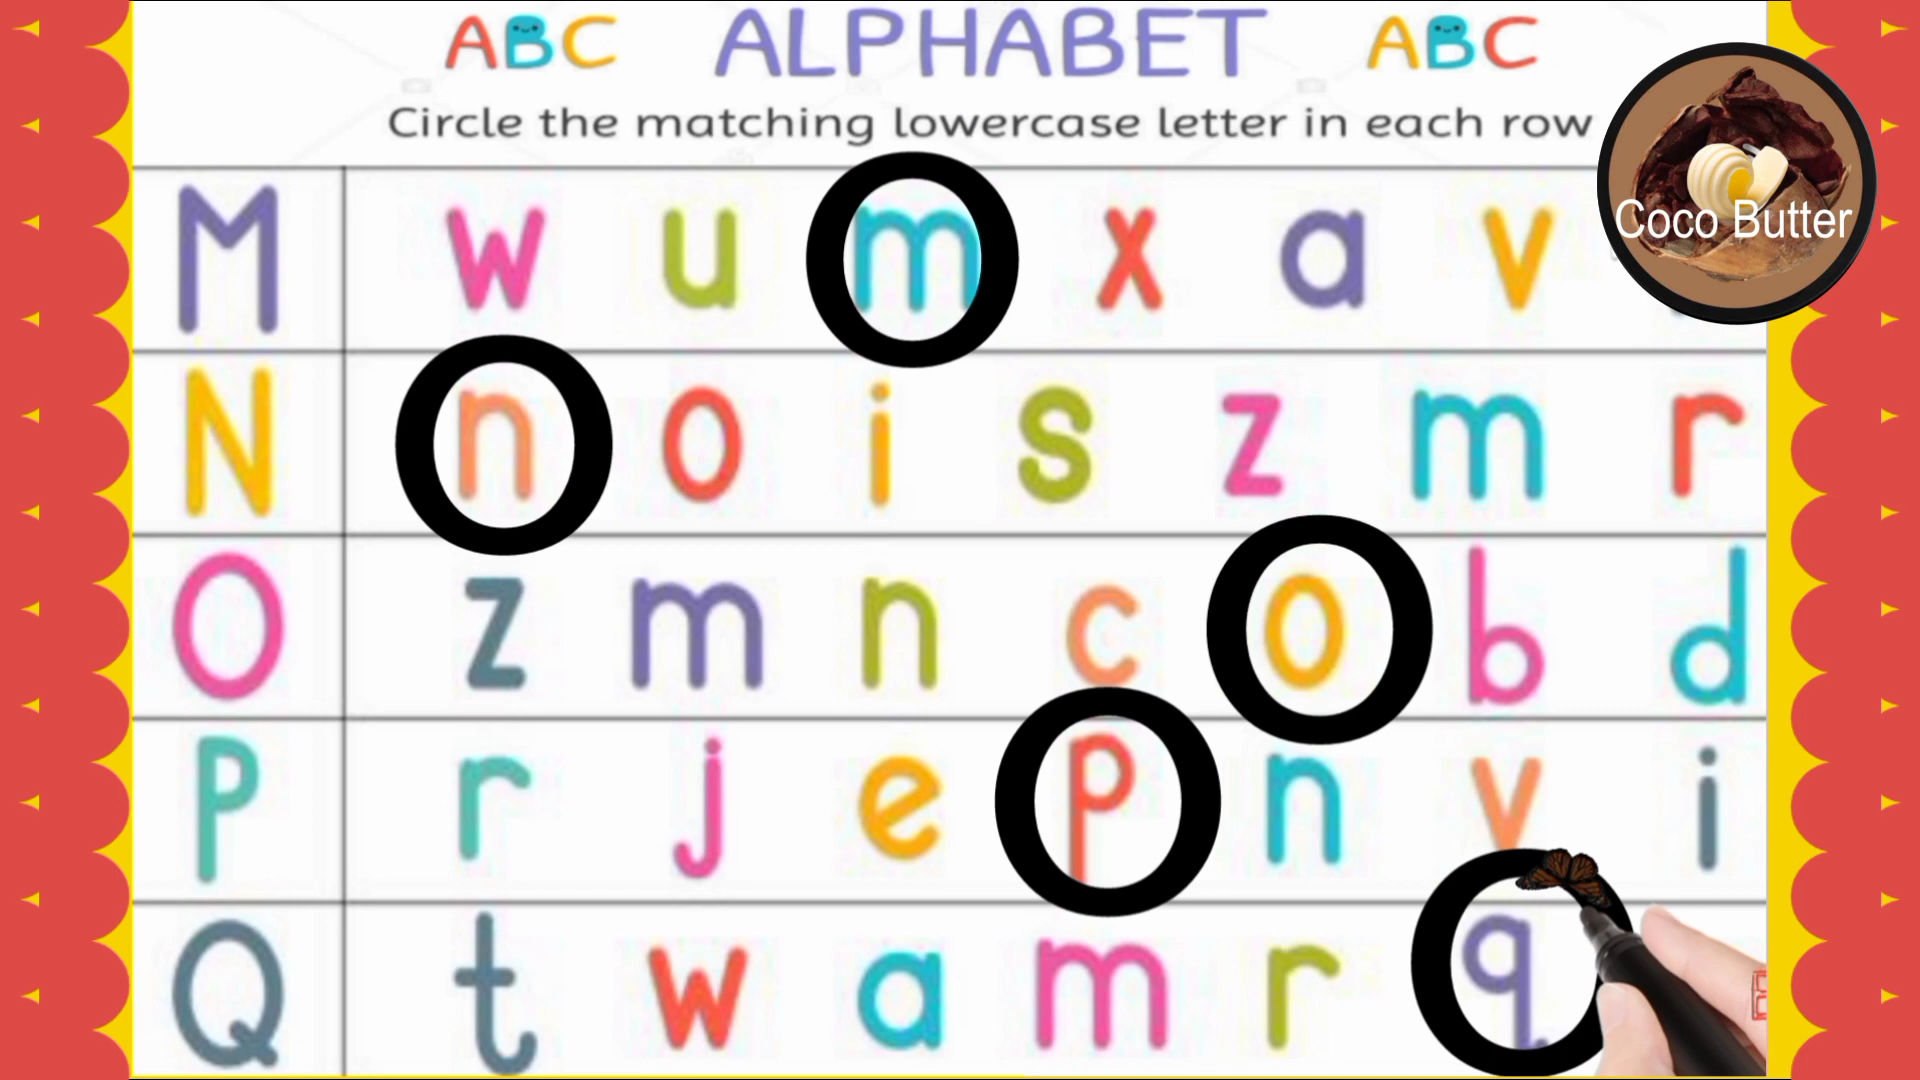 ABC ALPHABET ABC
Circle the matching lowercase letter in each row
Coco Butter
M w u m x a v
N n o i s z m r
O z m n c o b d
P r j e p n v i
Q t w a m r q